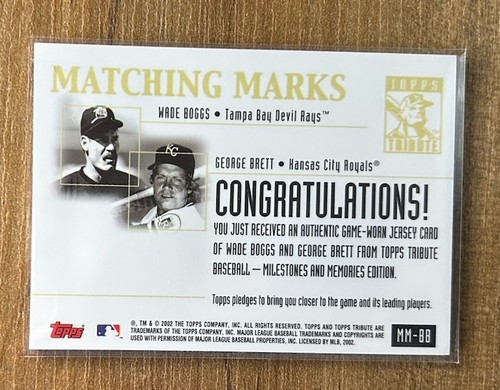 MATCHING MARKS
TOPPS
TRIBUTE
WADE BOGGS • TAMPA BAY DEVIL RAYS™
KC
GEORGE BRETT • KANSAS CITY ROYALS®
CONGRATULATIONS!
YOU JUST RECEIVED AN AUTHENTIC GAME-WORN JERSEY CARD
OF WADE BOGGS AND GEORGE BRETT FROM TOPPS TRIBUTE
BASEBALL — MILESTONES AND MEMORIES EDITION.
Topps pledges to bring you closer to the game and its leading players.
Topps
®, TM & © 2002 THE TOPPS COMPANY, INC. ALL RIGHTS RESERVED. TOPPS AND TOPPS TRIBUTE ARE
TRADEMARKS OF THE TOPPS COMPANY, INC. MAJOR LEAGUE BASEBALL TRADEMARKS AND COPYRIGHTS ARE
USED WITH PERMISSION OF MAJOR LEAGUE BASEBALL PROPERTIES, INC. LICENSED BY MLB, 2002.
MM-BB